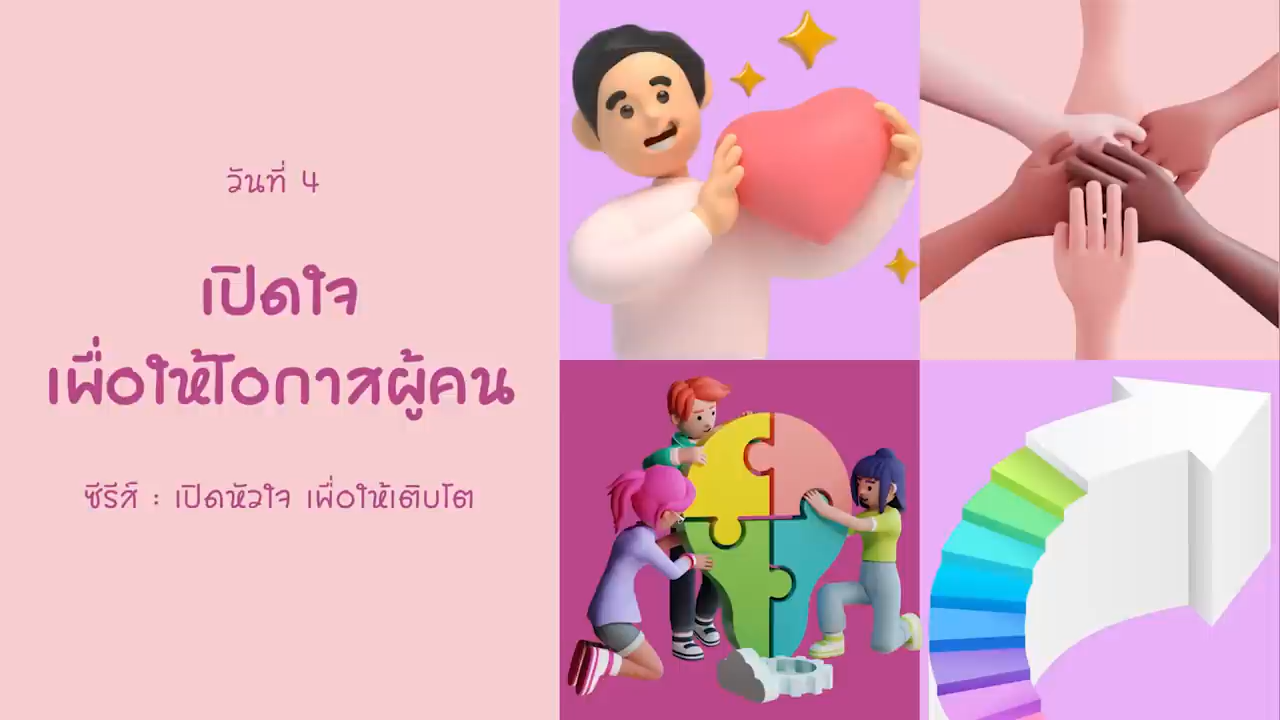 วันที่ 4
เปิดใจ
เพื่อให้โอกาสผู้คน
ซีรีส์ : เปิดหัวใจ เพื่อให้เติบโต